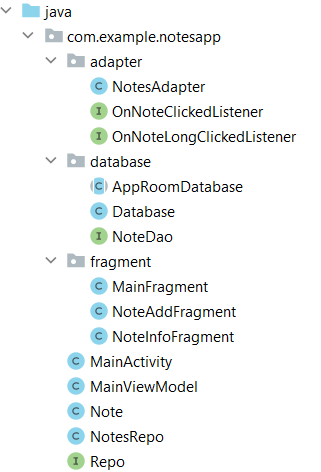 java
com.example.notesapp
adapter
C NotesAdapter
I OnNoteClickedListener
I OnNoteLongClickedListener
database
C AppRoomDatabase
C Database
I NoteDao
fragment
C MainFragment
C NoteAddFragment
C NoteInfoFragment
C MainActivity
C MainViewModel
C Note
C NotesRepo
I Repo